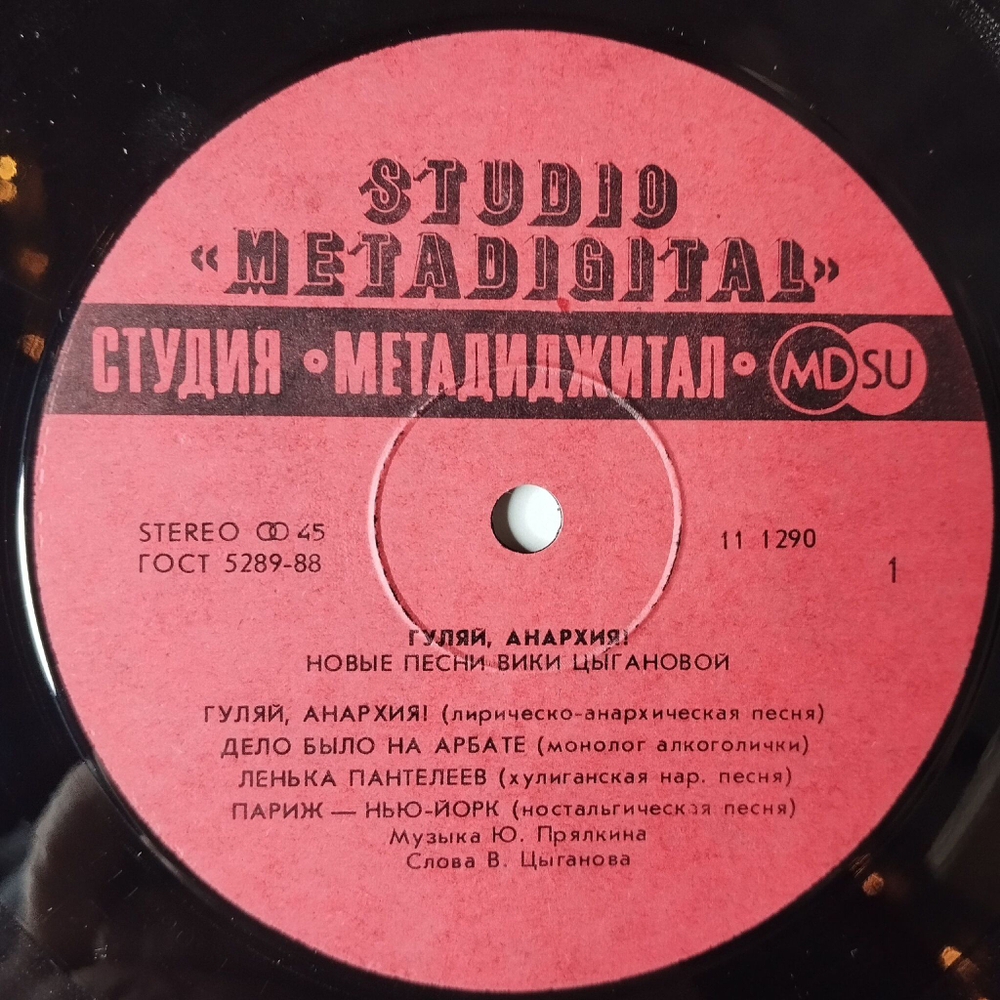 STUDIO
«METADIGITAL»
СТУДИЯ •МЕТАДИДЖИТАЛ• MD SU
STEREO ꝏ 45
ГОСТ 5289-88
11 1290
1
ГУЛЯЙ, АНАРХИЯ!
НОВЫЕ ПЕСНИ ВИКИ ЦЫГАНОВОЙ
ГУЛЯЙ, АНАРХИЯ! (лирическо-анархическая песня)
ДЕЛО БЫЛО НА АРБАТЕ (монолог алкоголички)
ЛЕНЬКА ПАНТЕЛЕЕВ (хулиганская нар. песня)
ПАРИЖ — НЬЮ-ЙОРК (ностальгическая песня)
Музыка Ю. Прялкина
Слова В. Цыганова